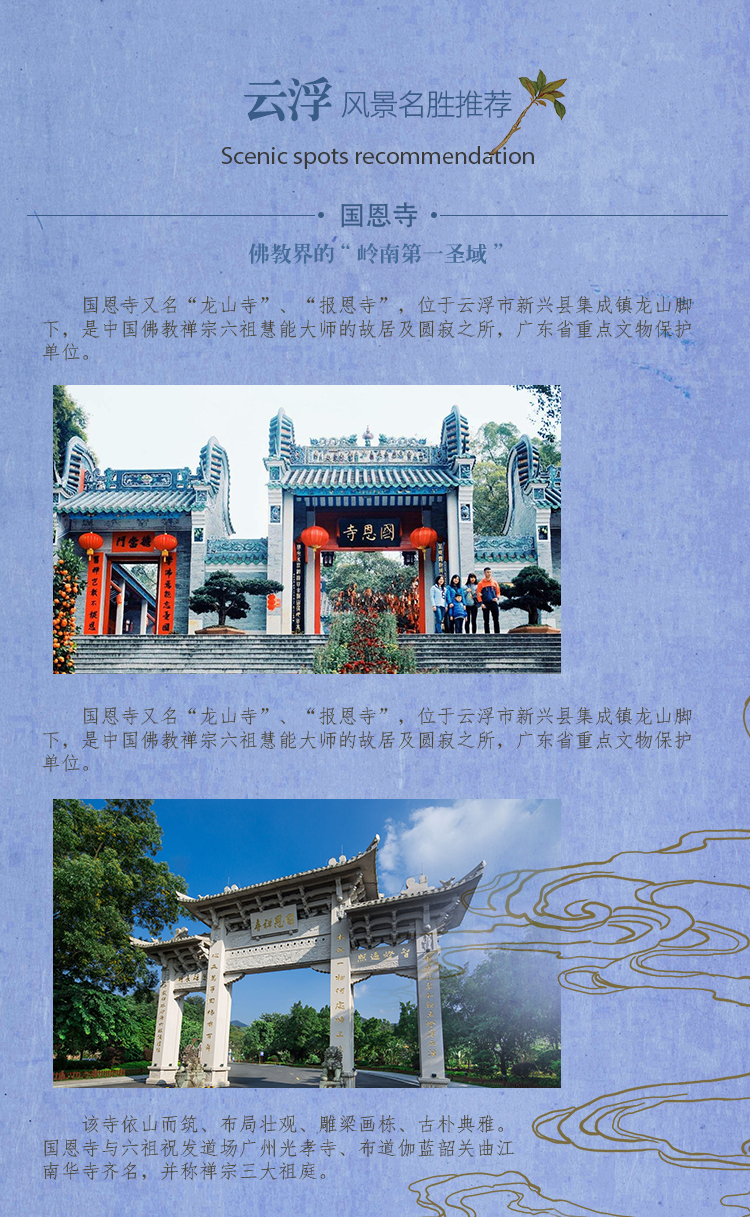 云浮 风景名胜推荐
Scenic spots recommendation
国恩寺
佛教界的“岭南第一圣域”
国恩寺又名“龙山寺”、“报恩寺”，位于云浮市新兴县集成镇龙山脚
下，是中国佛教禅宗六祖慧能大师的故居及圆寂之所，广东省重点文物保护
单位。
國恩寺
國恩寺又名“龙山寺”、“报恩寺”，位于云浮市新兴县集成镇龙山脚
下，是中国佛教禅宗六祖慧能大师的故居及圆寂之所，广东省重点文物保护
单位。
该寺依山而筑、布局壮观、雕梁画栋、古朴典雅。
国恩寺与六祖祝发道场广州光孝寺、布道伽蓝韶关曲江
南华寺齐名，并称禅宗三大祖庭。